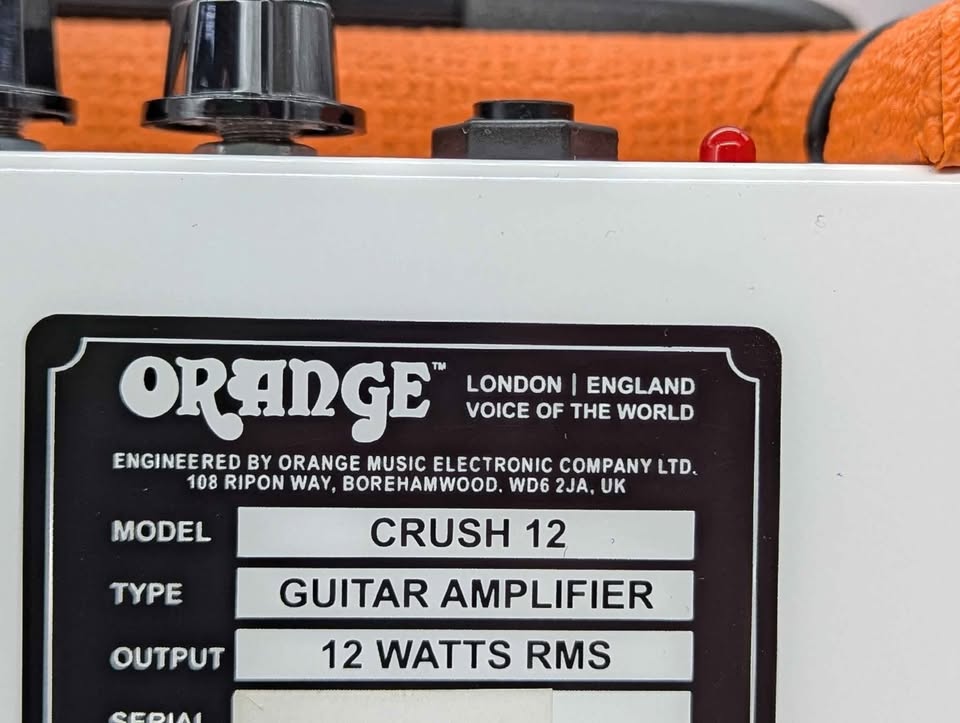 ORANGE™
LONDON | ENGLAND
VOICE OF THE WORLD
ENGINEERED BY ORANGE MUSIC ELECTRONIC COMPANY LTD.
108 RIPON WAY, BOREHAMWOOD. WD6 2JA, UK
MODEL CRUSH 12
TYPE GUITAR AMPLIFIER
OUTPUT 12 WATTS RMS
SERIAL